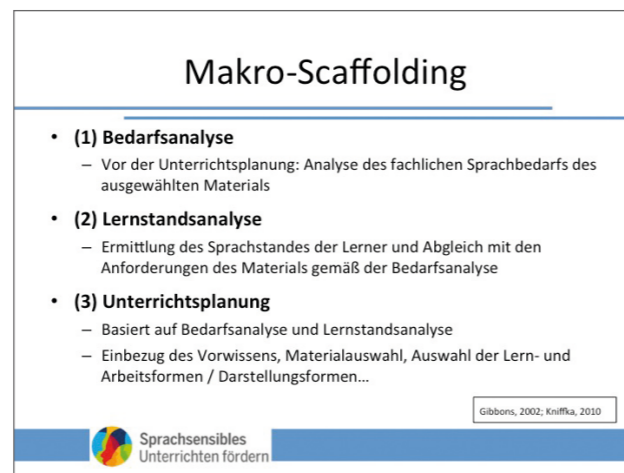 Makro-Scaffolding
• (1) Bedarfsanalyse
– Vor der Unterrichtsplanung: Analyse des fachlichen Sprachbedarfs des
ausgewählten Materials
• (2) Lernstandsanalyse
– Ermittlung des Sprachstandes der Lerner und Abgleich mit den
Anforderungen des Materials gemäß der Bedarfsanalyse
• (3) Unterrichtsplanung
– Basiert auf Bedarfsanalyse und Lernstandsanalyse
– Einbezug des Vorwissens, Materialauswahl, Auswahl der Lern- und
Arbeitsformen / Darstellungsformen…
Gibbons, 2002; Kniffka, 2010
Sprachsensibles
Unterrichten fördern